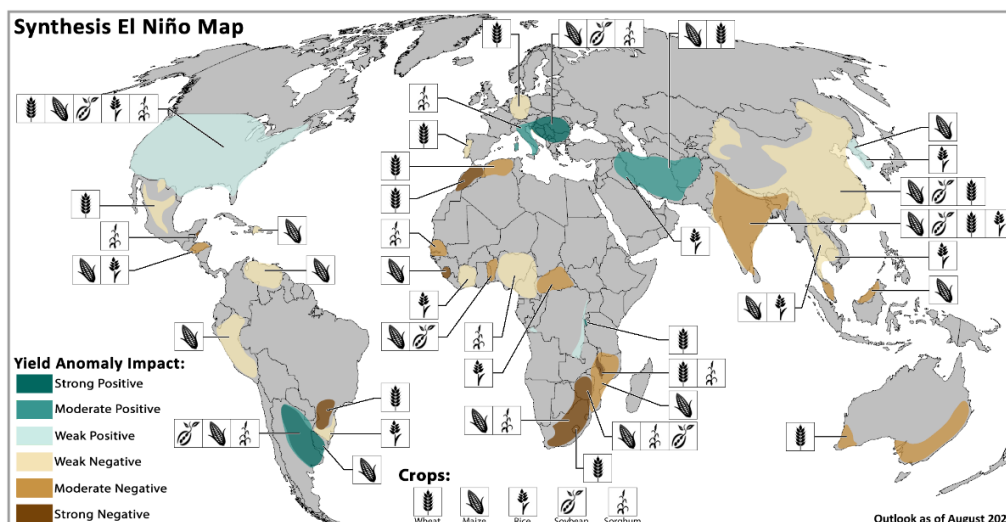 Synthesis El Niño Map
Yield Anomaly Impact:
Strong Positive
Moderate Positive
Weak Positive
Weak Negative
Moderate Negative
Strong Negative
Crops:
Wheat Maize Rice Soybean Sorghum
Outlook as of August 202